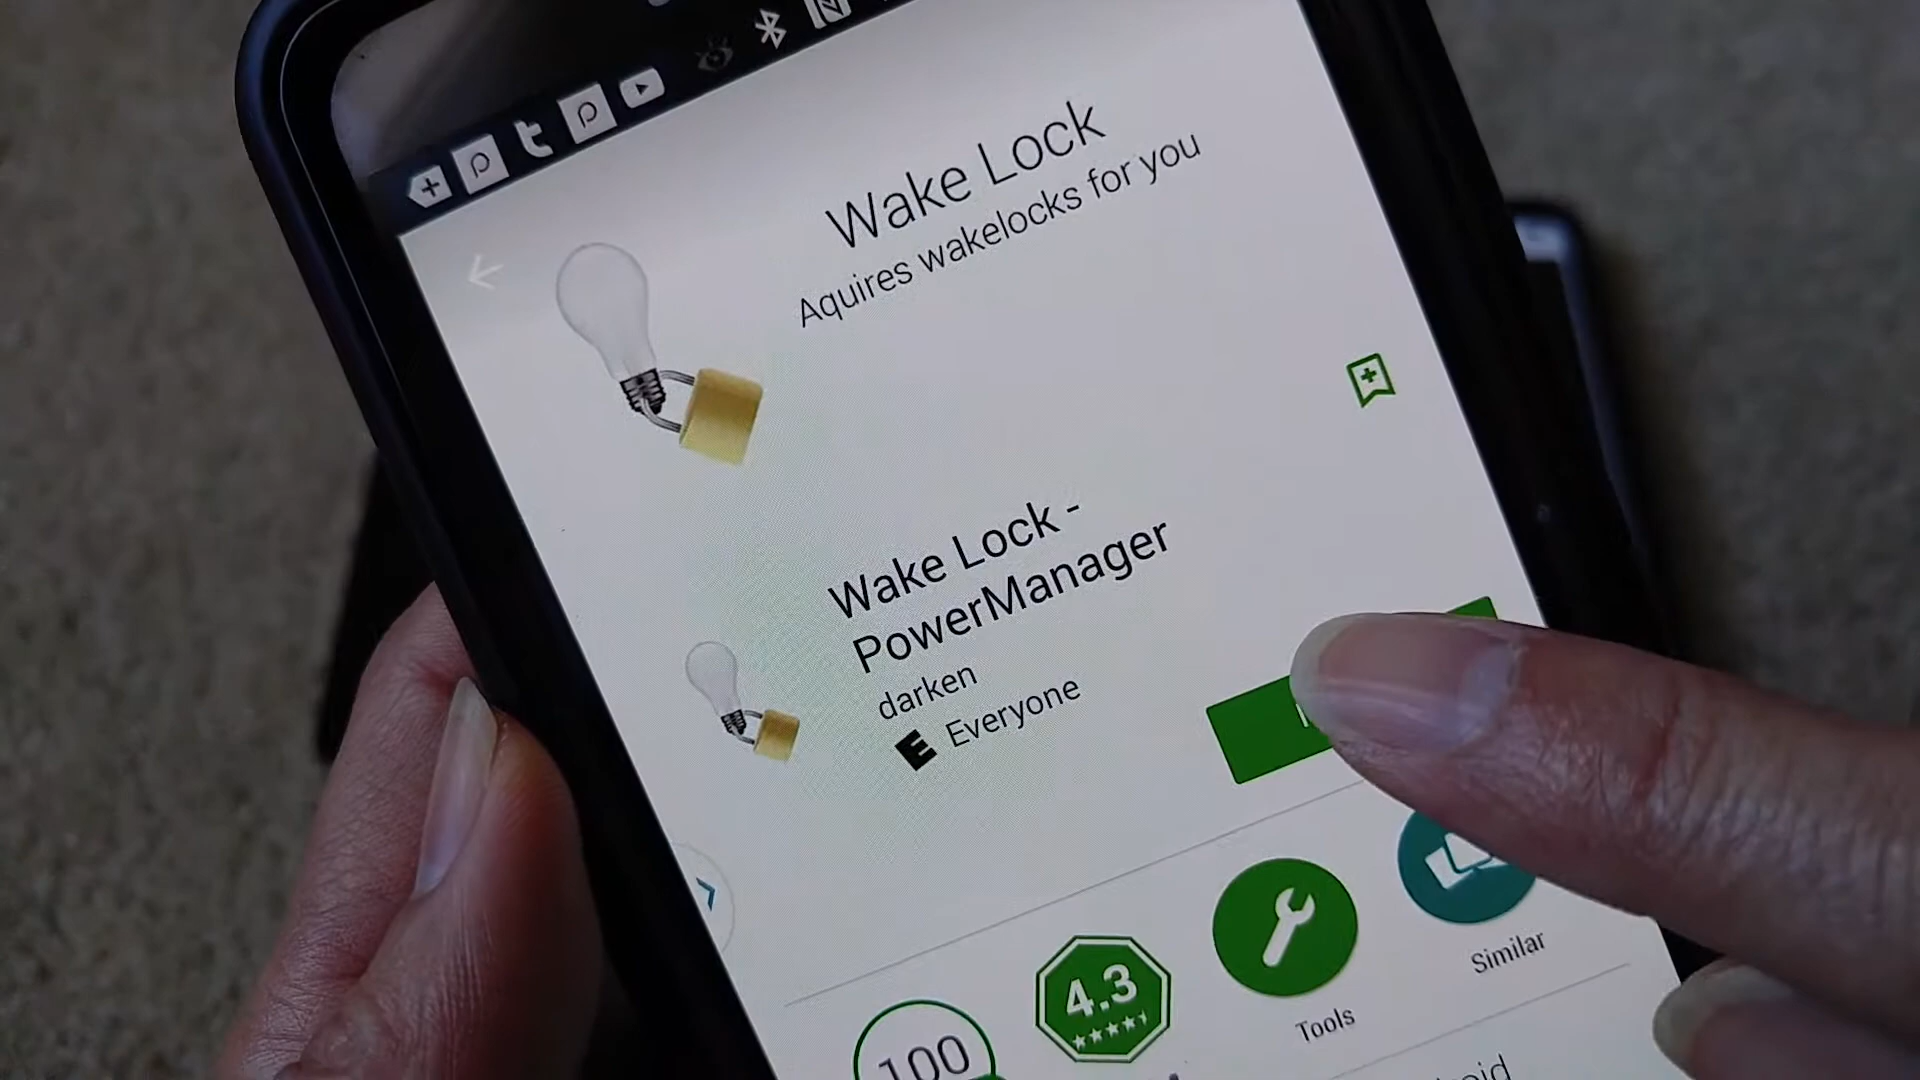 Wake Lock
Aquires wakelocks for you
Wake Lock -
PowerManager
darken
E Everyone
100
4.3
Tools
Similar